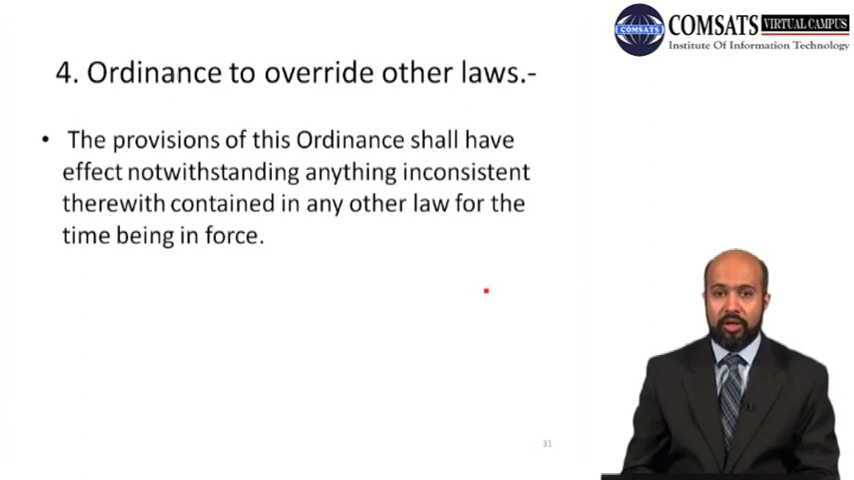 COMSATS VIRTUAL CAMPUS
COMSATS
Institute Of Information Technology
4. Ordinance to override other laws.-
• The provisions of this Ordinance shall have
effect notwithstanding anything inconsistent
therewith contained in any other law for the
time being in force.
31